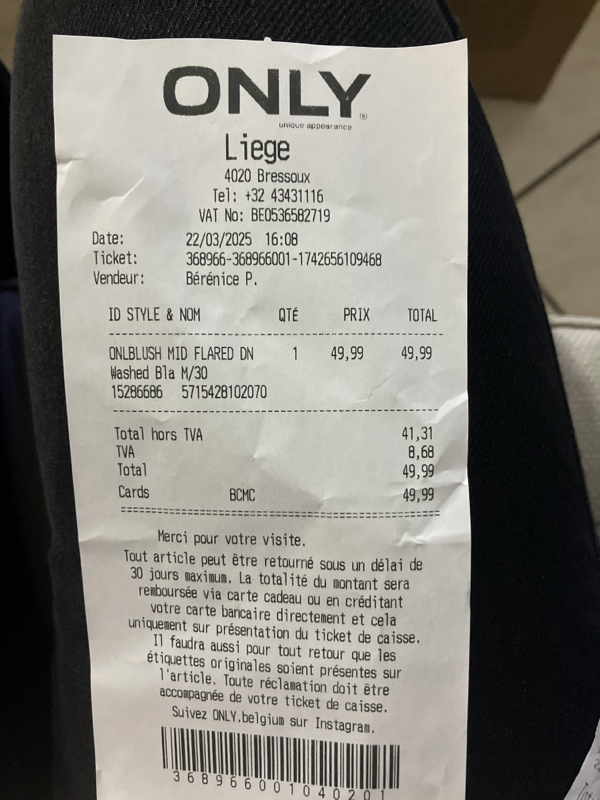 ONLY®
unique appearance
Liege
4020 Bressoux
Tel: +32 43431116
VAT No: BE0536582719
Date: 22/03/2025 16:08
Ticket: 368966-368966001-1742656109468
Vendeur: Bérénice P.
ID STYLE & NOM QTÉ PRIX TOTAL
ONLBLUSH MID FLARED DN 1 49,99 49,99
Washed Bla M/30
15286686 5715428102070
Total hors TVA 41,31
TVA 8,68
Total 49,99
Cards BCMC 49,99
Merci pour votre visite.
Tout article peut être retourné sous un délai de
30 jours maximum. La totalité du montant sera
remboursée via carte cadeau ou en créditant
votre carte bancaire directement et cela
uniquement sur présentation du ticket de caisse.
Il faudra aussi pour tout retour que les
étiquettes originales soient présentes sur
l'article. Toute réclamation doit être
accompagnée de votre ticket de caisse.
Suivez ONLY.belgium sur Instagram.
368966001040201